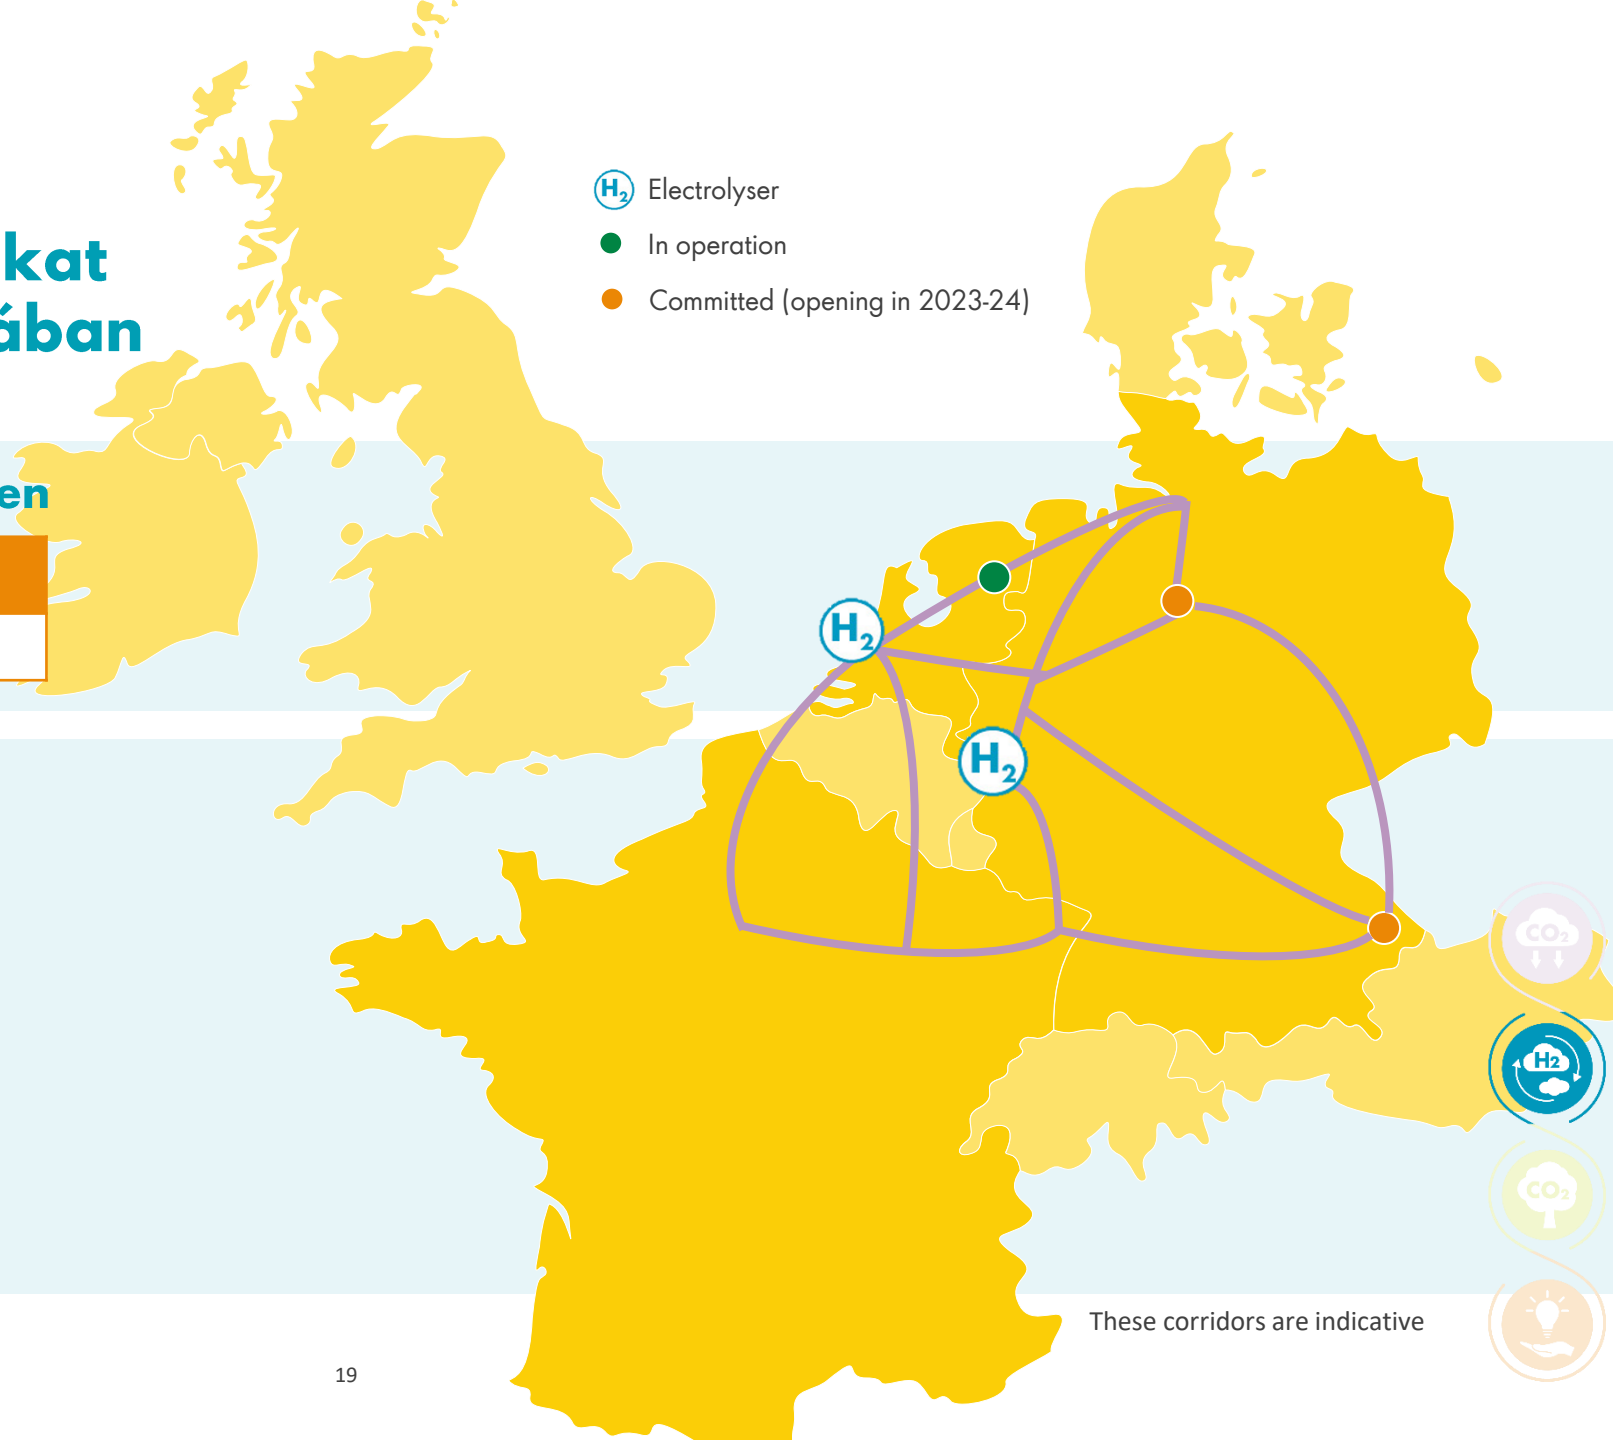 kat
ában
en
H₂ Electrolyser
In operation
Committed (opening in 2023-24)
H₂
H₂
CO₂
H2
CO₂
These corridors are indicative
19